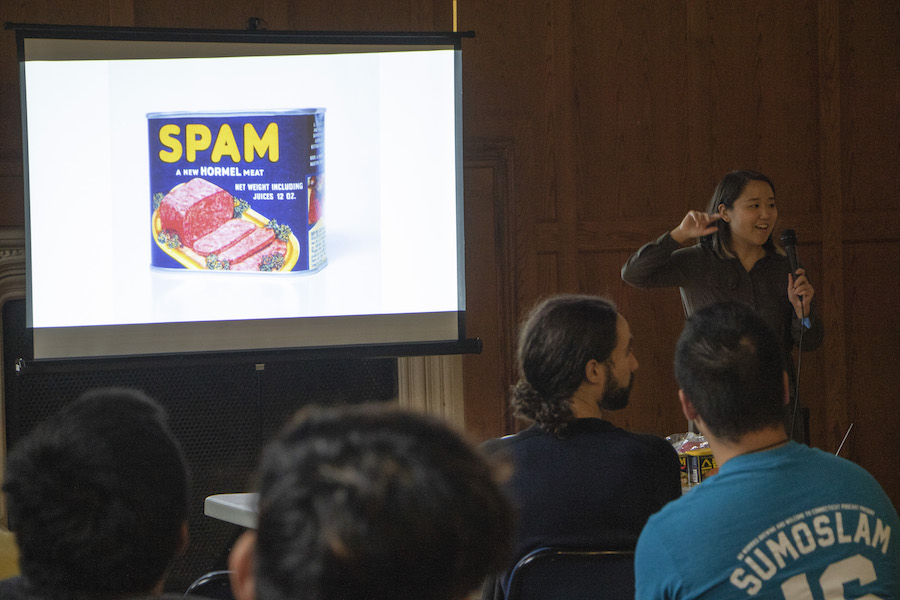 SPAM
A NEW HORMEL MEAT
NET WEIGHT INCLUDING
JUICES 12 OZ.
SUMOSLAM
16